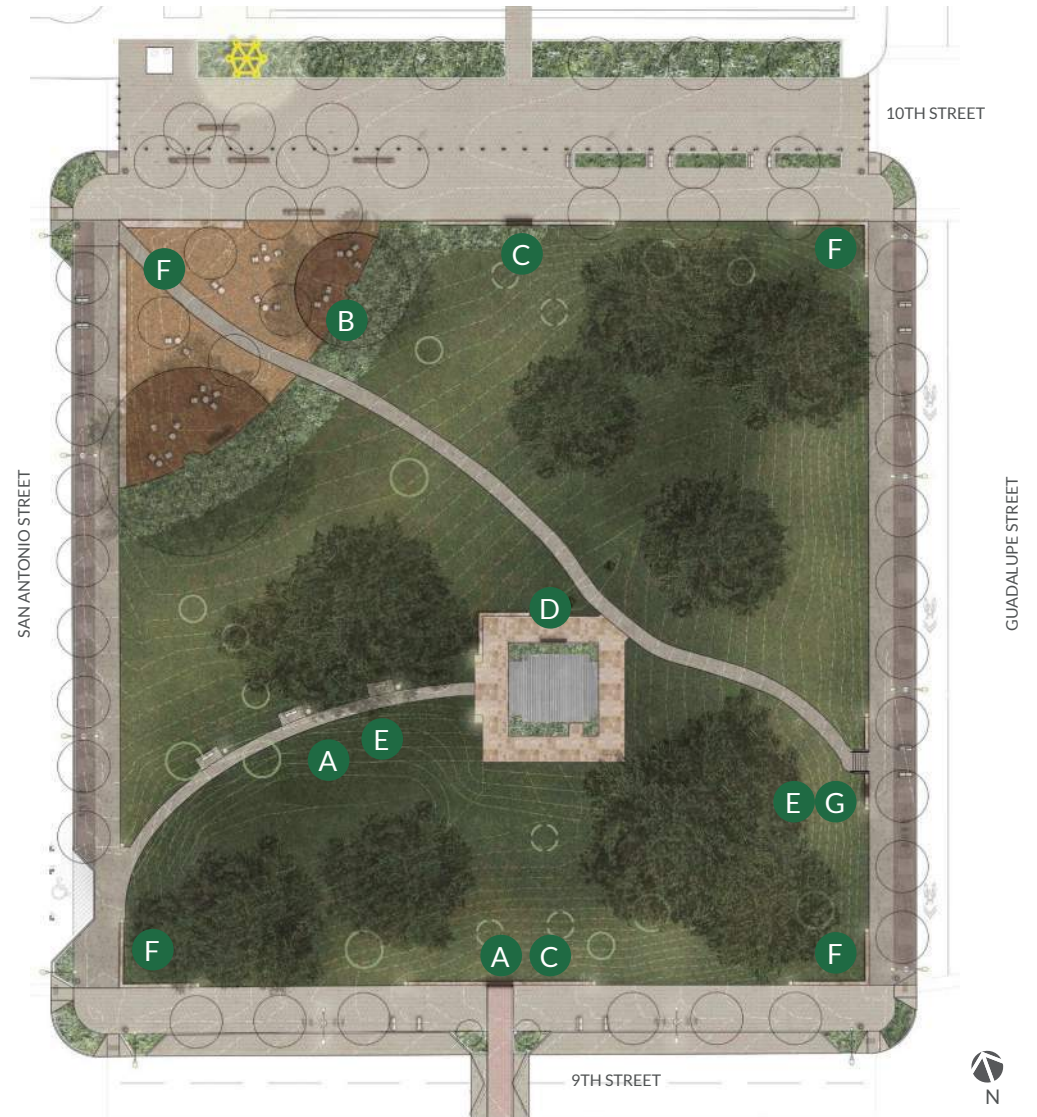 10TH STREET
C
F
F
B
SAN ANTONIO STREET
GUADALUPE STREET
D
E
A
E G
F
A C
F
9TH STREET
N